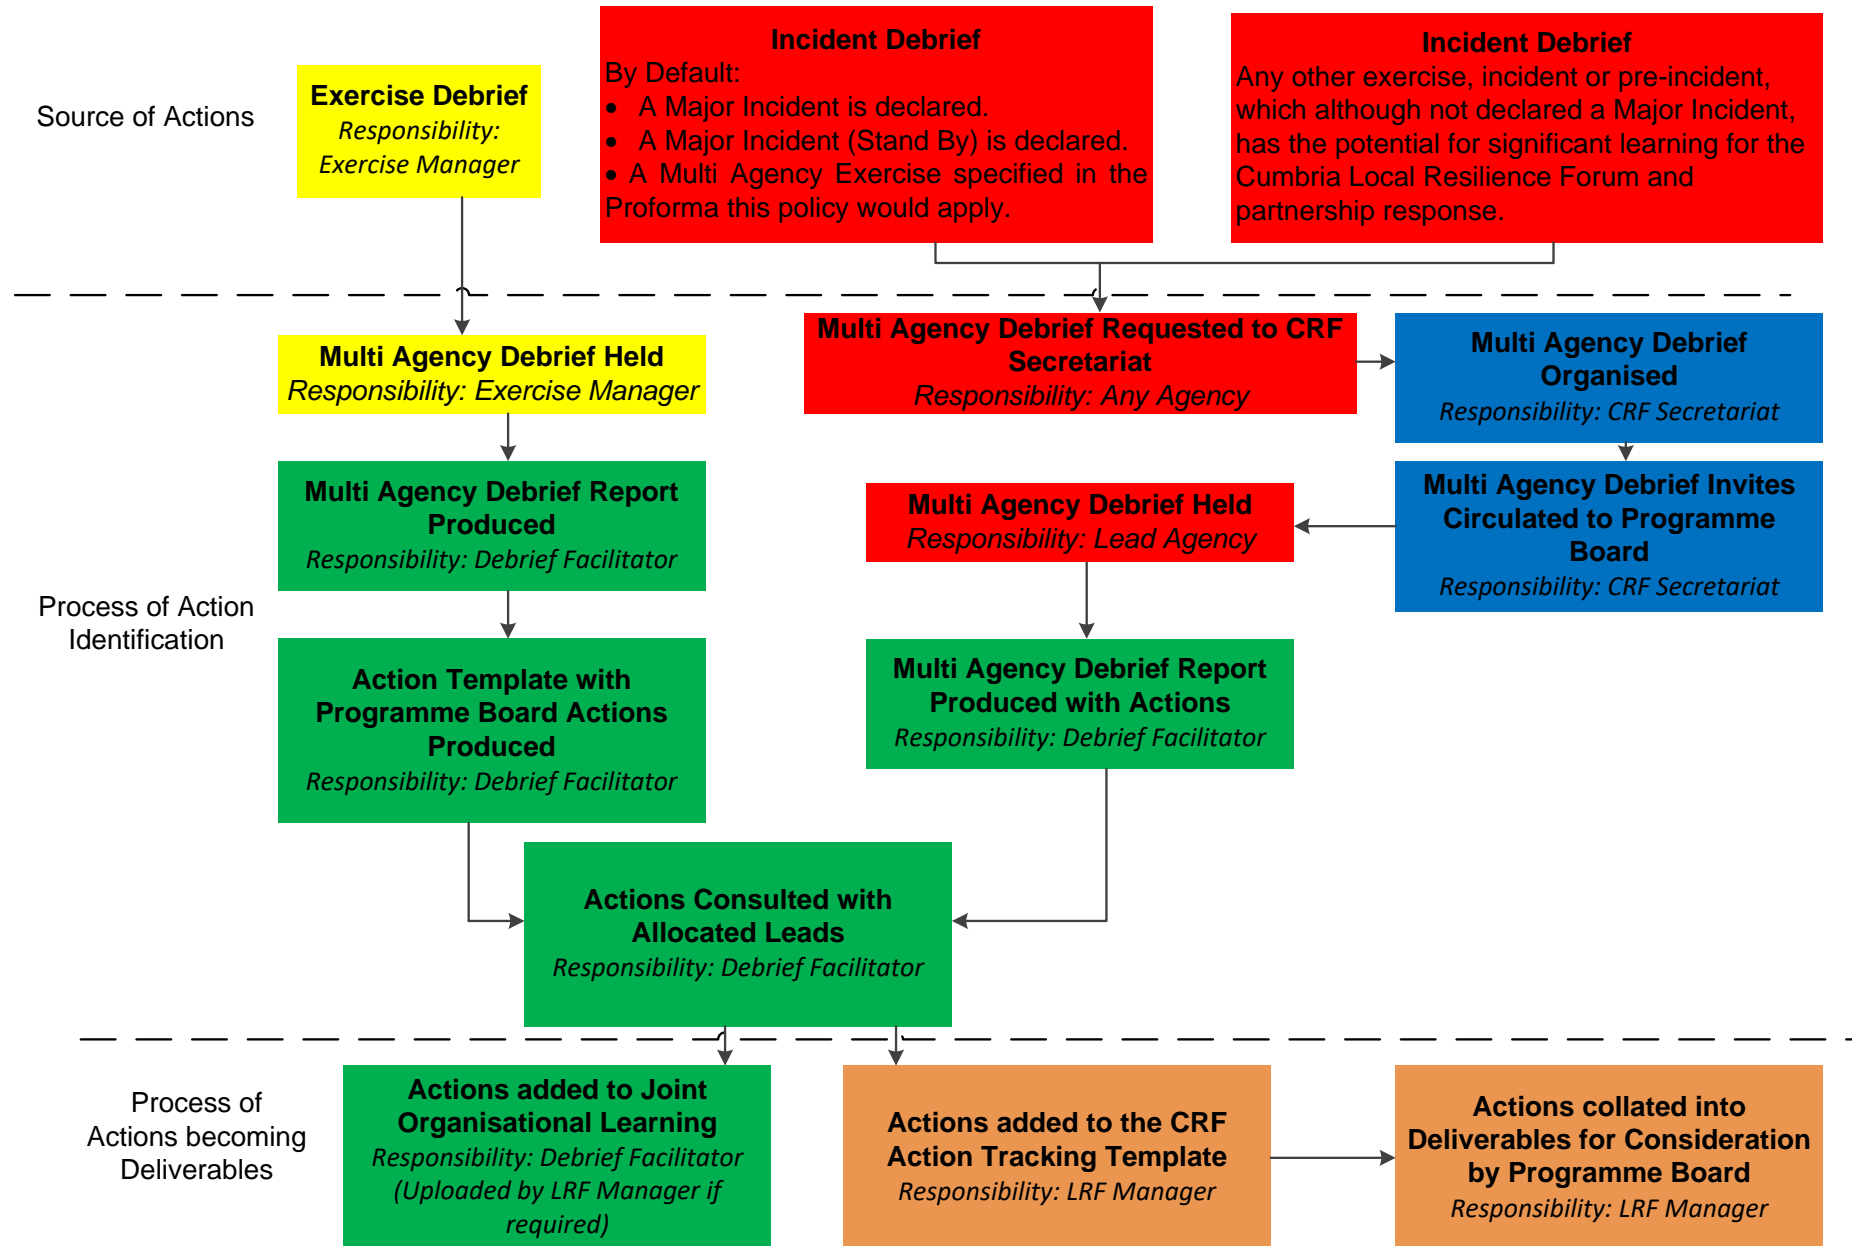 Source of Actions
Exercise Debrief
Responsibility:
Exercise Manager
Incident Debrief
By Default:
• A Major Incident is declared.
• A Major Incident (Stand By) is declared.
• A Multi Agency Exercise specified in the
Proforma this policy would apply.
Incident Debrief
Any other exercise, incident or pre-incident,
which although not declared a Major Incident,
has the potential for significant learning for the
Cumbria Local Resilience Forum and
partnership response.
Process of Action
Identification
Multi Agency Debrief Held
Responsibility: Exercise Manager
Multi Agency Debrief Report
Produced
Responsibility: Debrief Facilitator
Action Template with
Programme Board Actions
Produced
Responsibility: Debrief Facilitator
Multi Agency Debrief Requested to CRF
Secretariat
Responsibility: Any Agency
Multi Agency Debrief
Organised
Responsibility: CRF Secretariat
Multi Agency Debrief Invites
Circulated to Programme
Board
Responsibility: CRF Secretariat
Multi Agency Debrief Held
Responsibility: Lead Agency
Multi Agency Debrief Report
Produced with Actions
Responsibility: Debrief Facilitator
Actions Consulted with
Allocated Leads
Responsibility: Debrief Facilitator
Process of
Actions becoming
Deliverables
Actions added to Joint
Organisational Learning
Responsibility: Debrief Facilitator
(Uploaded by LRF Manager if
required)
Actions added to the CRF
Action Tracking Template
Responsibility: LRF Manager
Actions collated into
Deliverables for Consideration
by Programme Board
Responsibility: LRF Manager